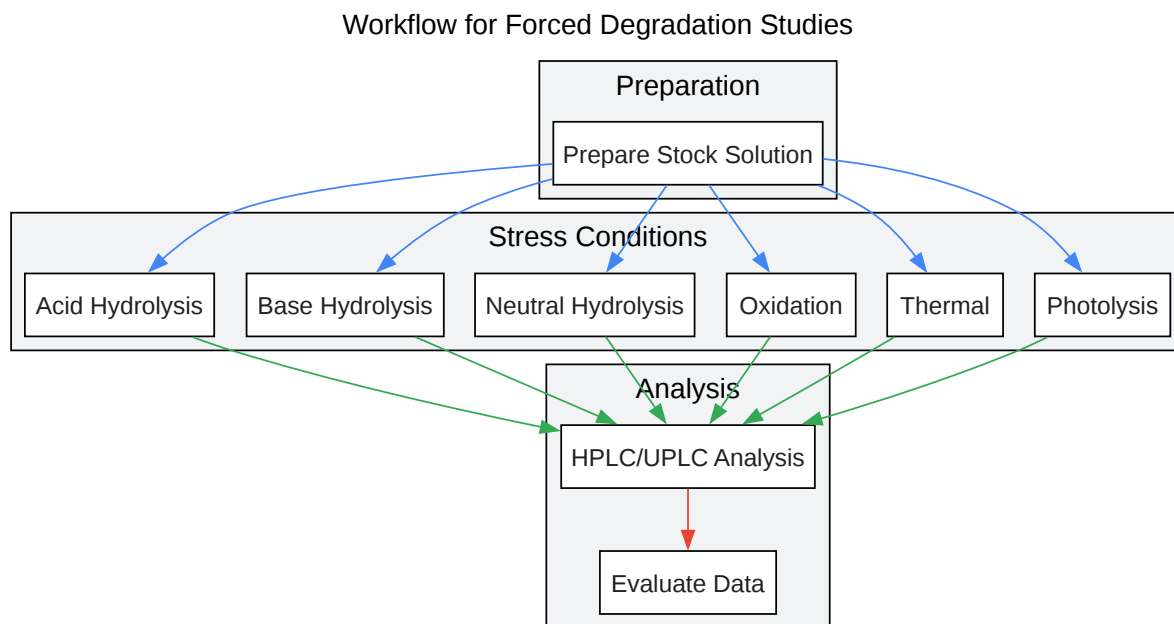 Workflow for Forced Degradation Studies
Preparation
Prepare Stock Solution
Stress Conditions
Acid Hydrolysis
Base Hydrolysis
Neutral Hydrolysis
Oxidation
Thermal
Photolysis
Analysis
HPLC/UPLC Analysis
Evaluate Data